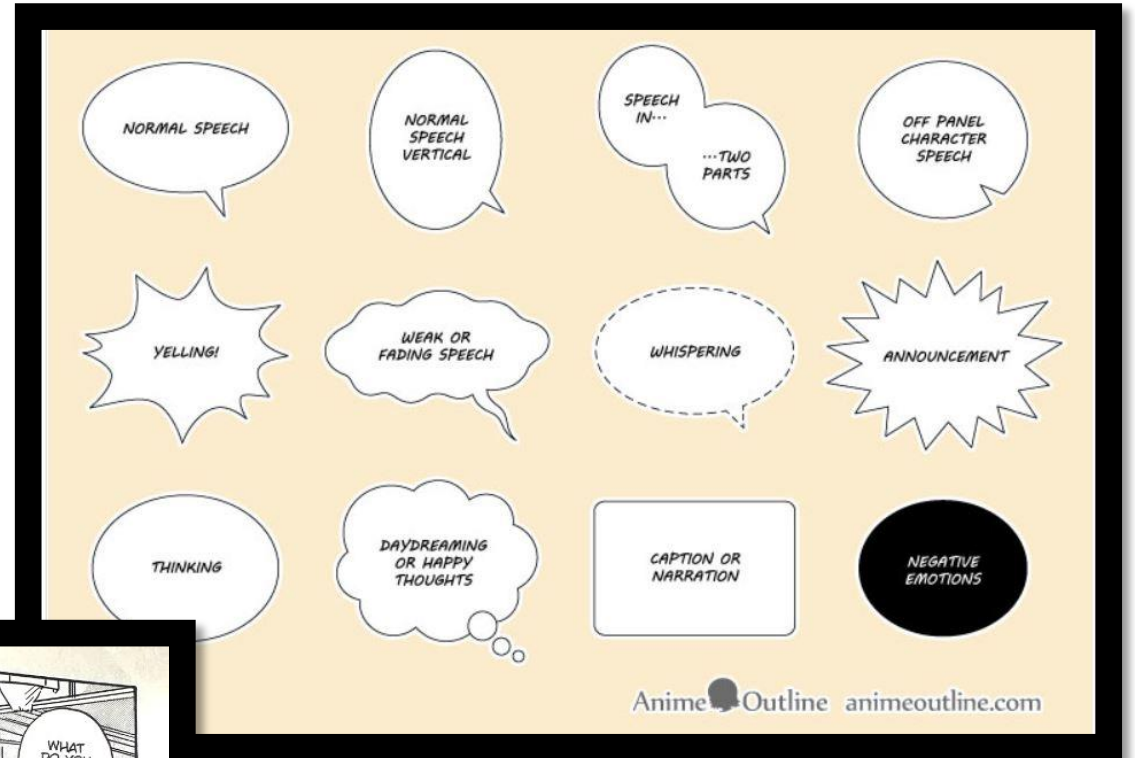 NORMAL SPEECH
NORMAL
SPEECH
VERTICAL
SPEECH
IN...
...TWO
PARTS
OFF PANEL
CHARACTER
SPEECH
YELLING!
WEAK OR
FADING SPEECH
WHISPERING
ANNOUNCEMENT
THINKING
DAYDREAMING
OR HAPPY
THOUGHTS
CAPTION OR
NARRATION
NEGATIVE
EMOTIONS
Anime Outline animeoutline.com
WHAT
DO YOU